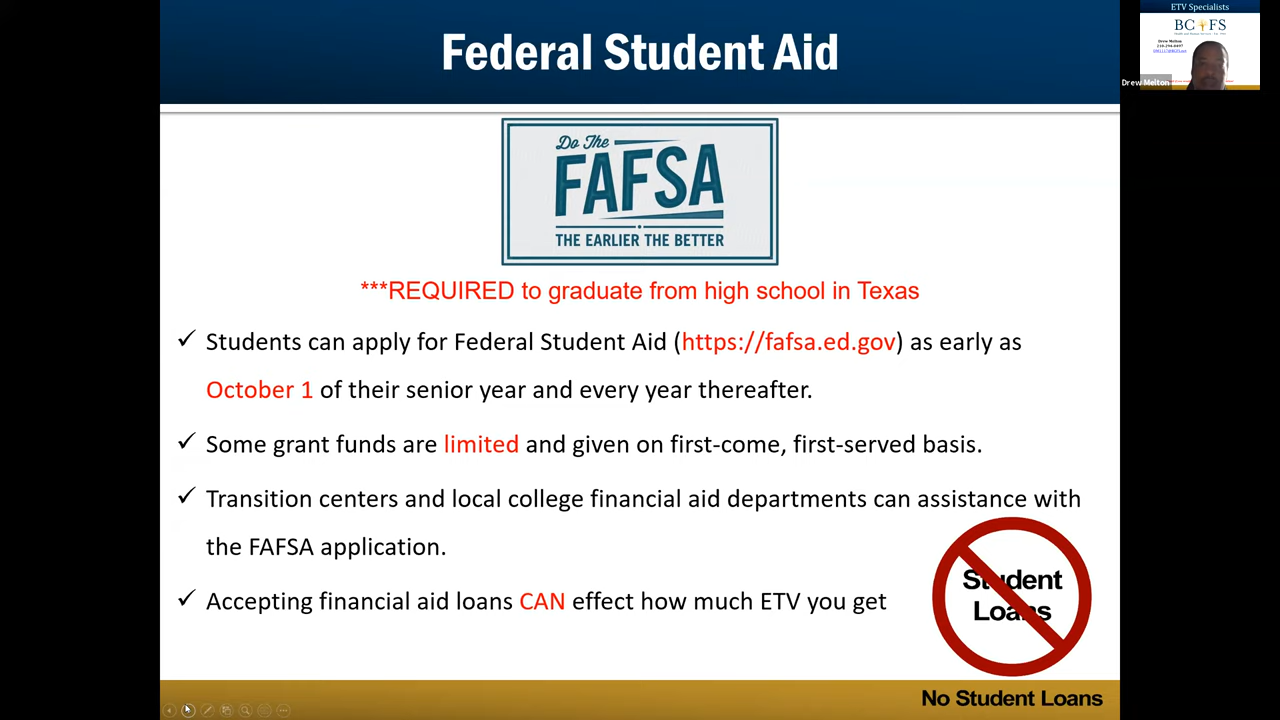 Federal Student Aid
Do The
FAFSA
THE EARLIER THE BETTER
***REQUIRED to graduate from high school in Texas
✓ Students can apply for Federal Student Aid (https://fafsa.ed.gov) as early as
October 1 of their senior year and every year thereafter.
✓ Some grant funds are limited and given on first-come, first-served basis.
✓ Transition centers and local college financial aid departments can assistance with
the FAFSA application.
✓ Accepting financial aid loans CAN effect how much ETV you get
Student
Loans
No Student Loans
ETV Specialists
BCFS
Drew Melton
Drew Melton